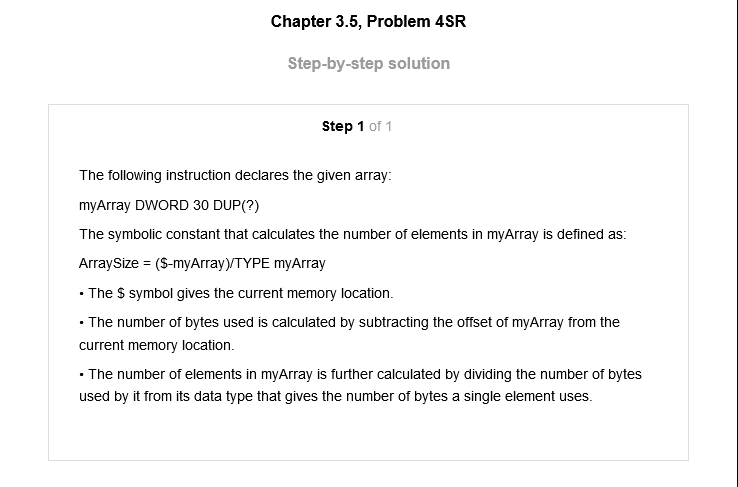 Chapter 3.5, Problem 4SR
Step-by-step solution
Step 1 of 1
The following instruction declares the given array:
myArray DWORD 30 DUP(?)
The symbolic constant that calculates the number of elements in myArray is defined as:
ArraySize = ($-myArray)/TYPE myArray
• The $ symbol gives the current memory location.
• The number of bytes used is calculated by subtracting the offset of myArray from the
current memory location.
• The number of elements in myArray is further calculated by dividing the number of bytes
used by it from its data type that gives the number of bytes a single element uses.